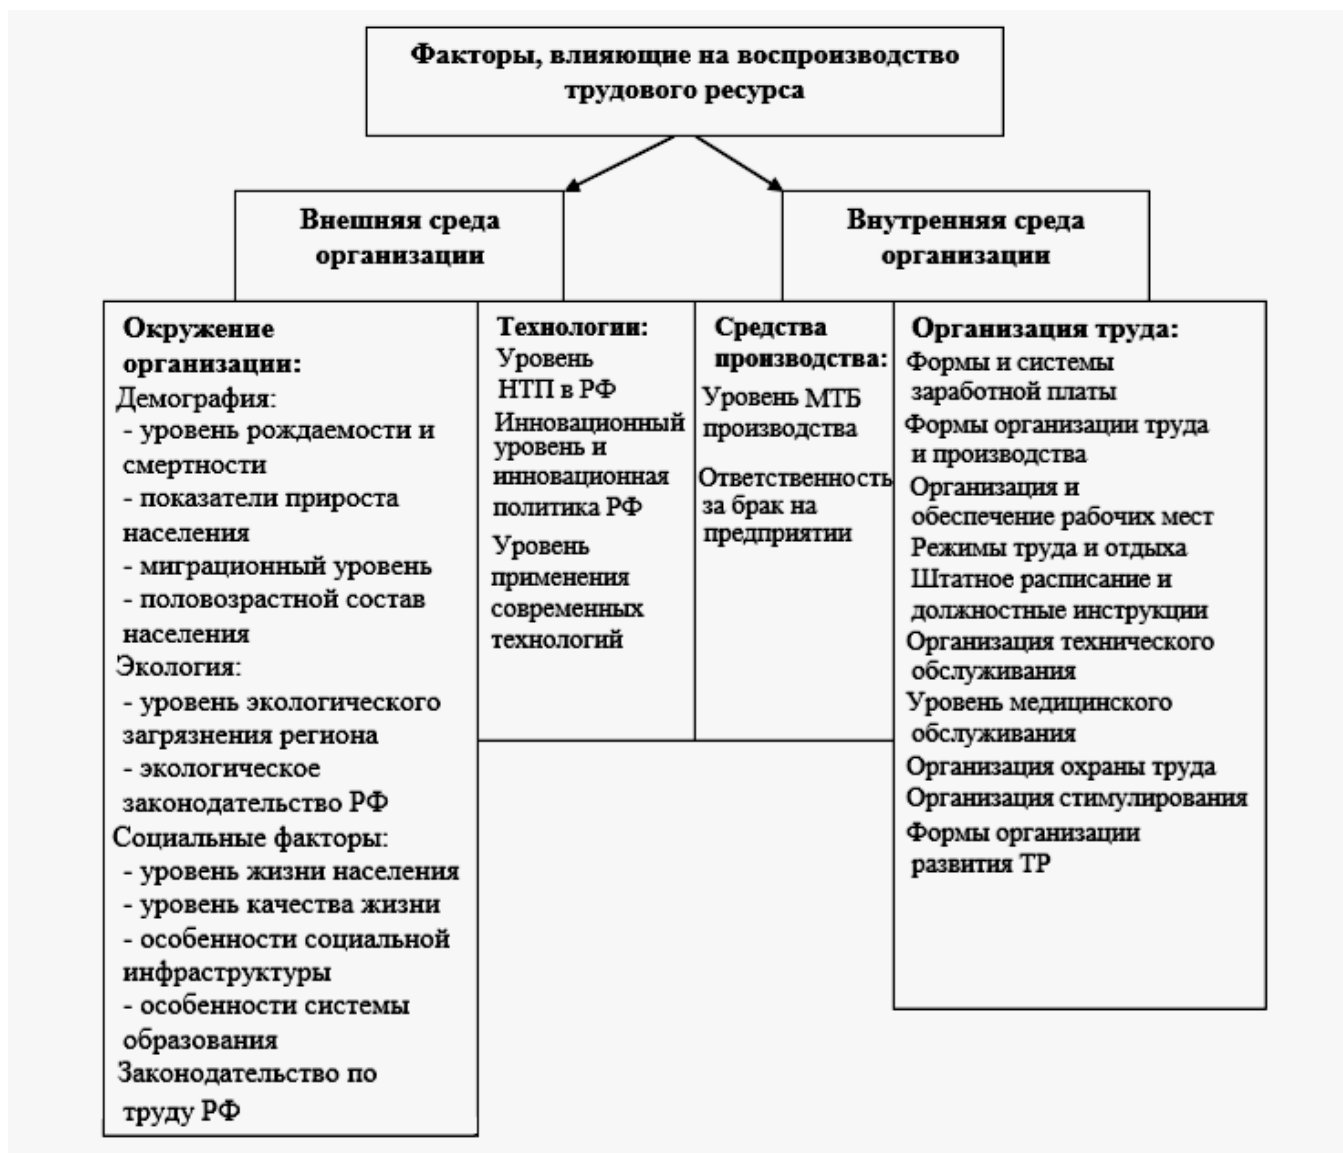 Факторы, влияющие на воспроизводство
трудового ресурса
Внешняя среда
организации
Внутренняя среда
организации
Окружение
организации:
Демография:
- уровень рождаемости и
смертности
- показатели прироста
населения
- миграционный уровень
- половозрастной состав
населения
Экология:
- уровень экологического
загрязнения региона
- экологическое
законодательство РФ
Социальные факторы:
- уровень жизни населения
- уровень качества жизни
- особенности социальной
инфраструктуры
- особенности системы
образования
Законодательство по
труду РФ
Технологии:
Уровень
НТП в РФ
Инновационный
уровень и
инновационная
политика РФ
Уровень
применения
современных
технологий
Средства
производства:
Уровень МТБ
производства
Ответственность
за брак на
предприятии
Организация труда:
Формы и системы
заработной платы
Формы организации труда
и производства
Организация и
обеспечение рабочих мест
Режимы труда и отдыха
Штатное расписание и
должностные инструкции
Организация технического
обслуживания
Уровень медицинского
обслуживания
Организация охраны труда
Организация стимулирования
Формы организации
развития ТР